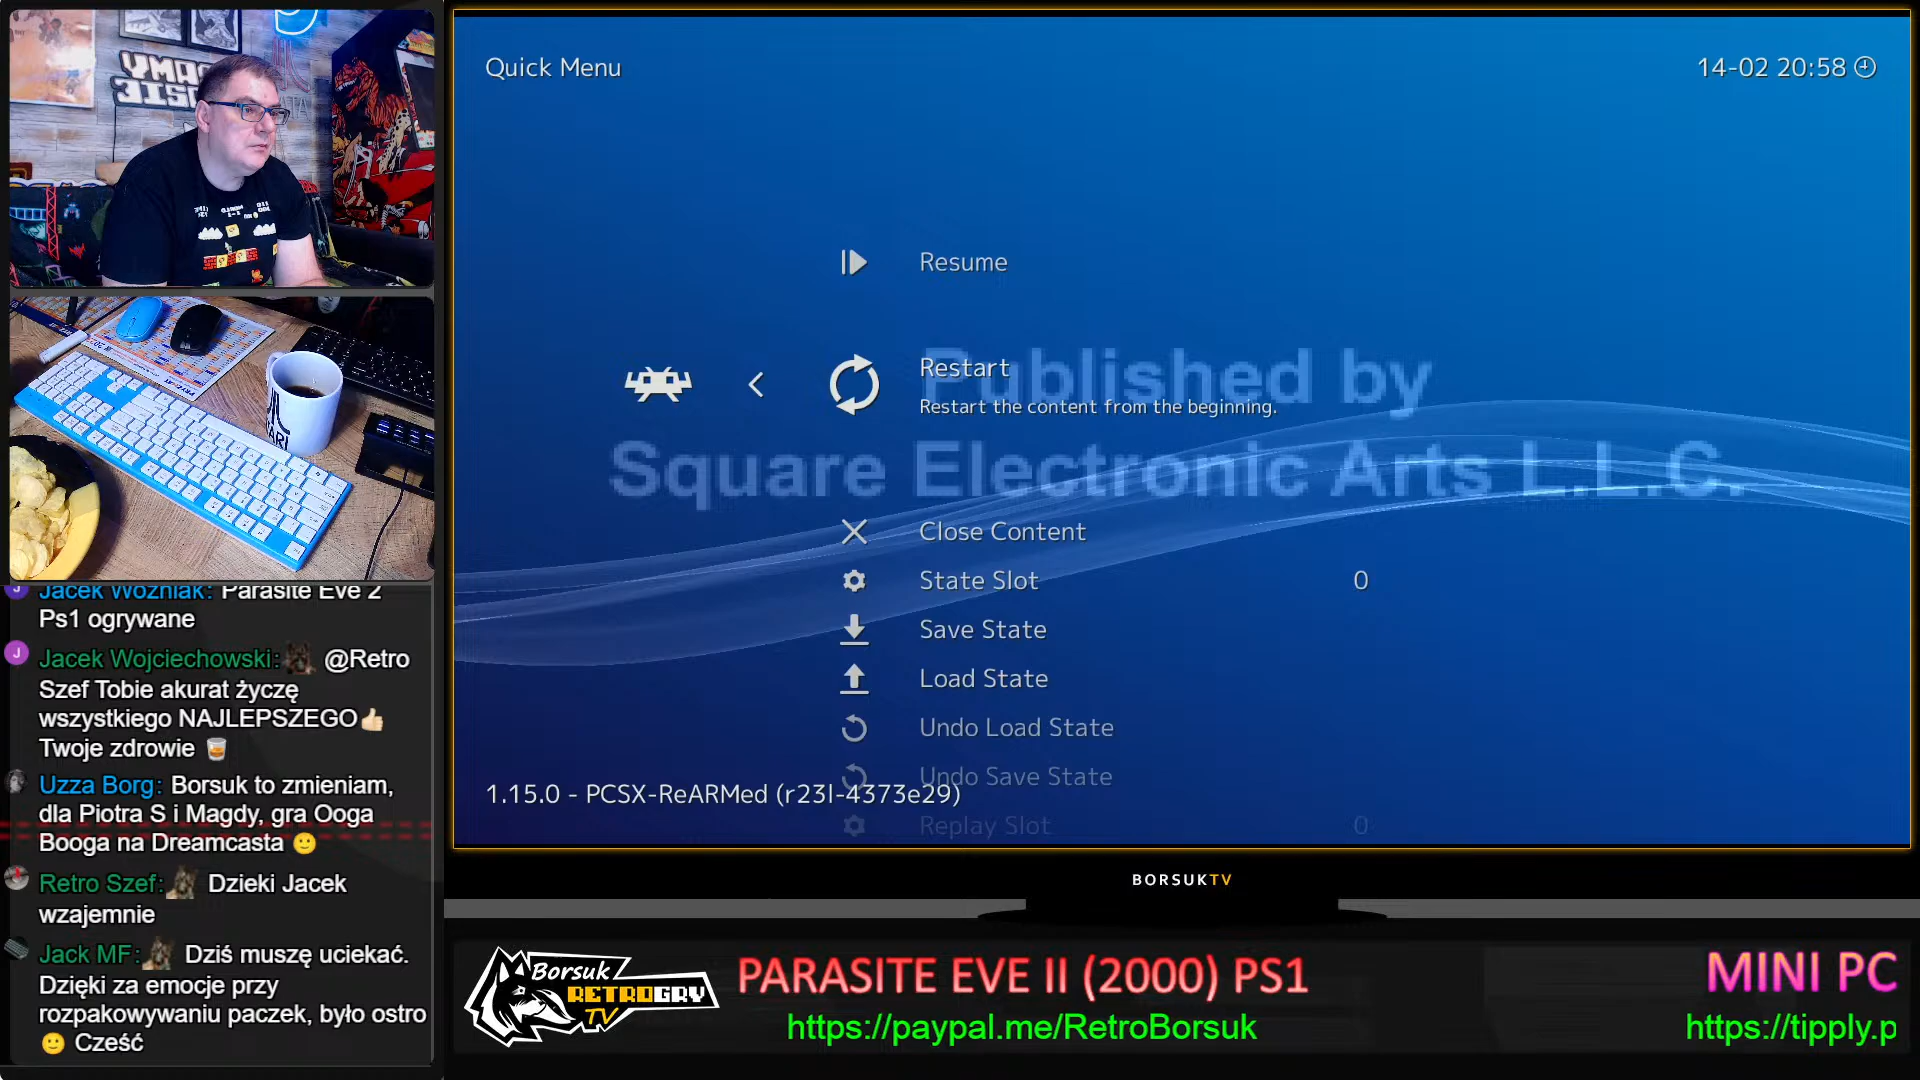 Quick Menu
14-02 20:58
Resume
Restart
Restart the content from the beginning.
Published by
Square Electronic Arts L.L.C.
Close Content
State Slot 0
Save State
Load State
Undo Load State
Undo Save State
Replay Slot 0
1.15.0 - PCSX-ReARMed (r23l-4373e29)
BORSUKTV
Borsuk
RETROGRY
TV
PARASITE EVE II (2000) PS1
https://paypal.me/RetroBorsuk
MINI PC
https://tipply.p
Jacek Woźniak: Parasite Eve 2
Ps1 ogrywane
Jacek Wojciechowski: @Retro
Szef Tobie akurat życzę
wszystkiego NAJLEPSZEGO👍🏻
Twoje zdrowie 🥃
Uzza Borg: Borsuk to zmieniam,
dla Piotra S i Magdy, gra Ooga
Booga na Dreamcasta 🙂
Retro Szef: Dzieki Jacek
wzajemnie
Jack MF: Dziś muszę uciekać.
Dzięki za emocje przy
rozpakowywaniu paczek, było ostro
🙂 Cześć